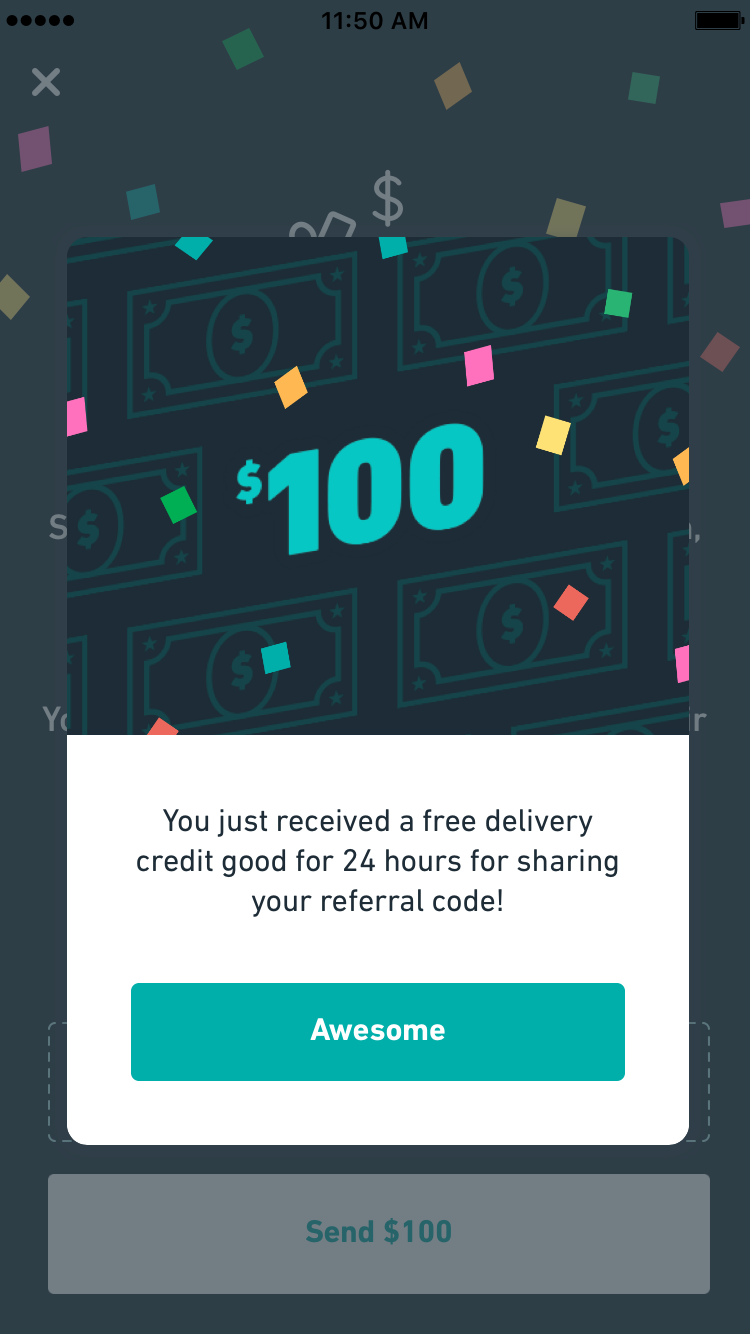 11:50 AM
$
$100
You just received a free delivery
credit good for 24 hours for sharing
your referral code!
Awesome
Send $100